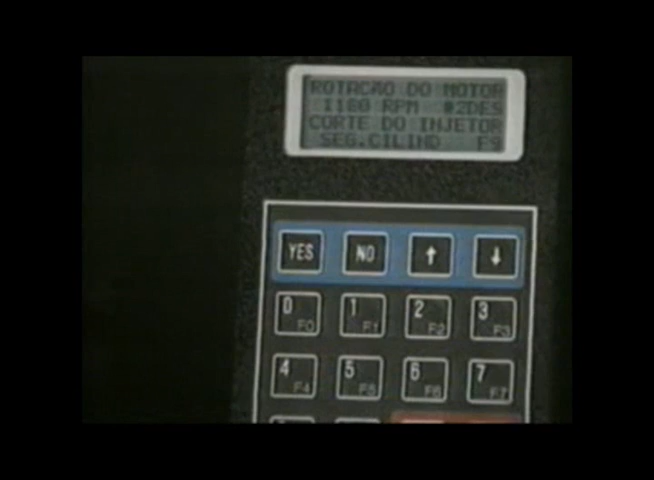 ROTACAO DO MOTOR
1180 RPM #2DES
CORTE DO INJETOR
SEG.CILIND F9
YES NO ↑ ↓
0 F0 1 F1 2 F2 3 F3
4 F4 5 F5 6 F6 7 F7